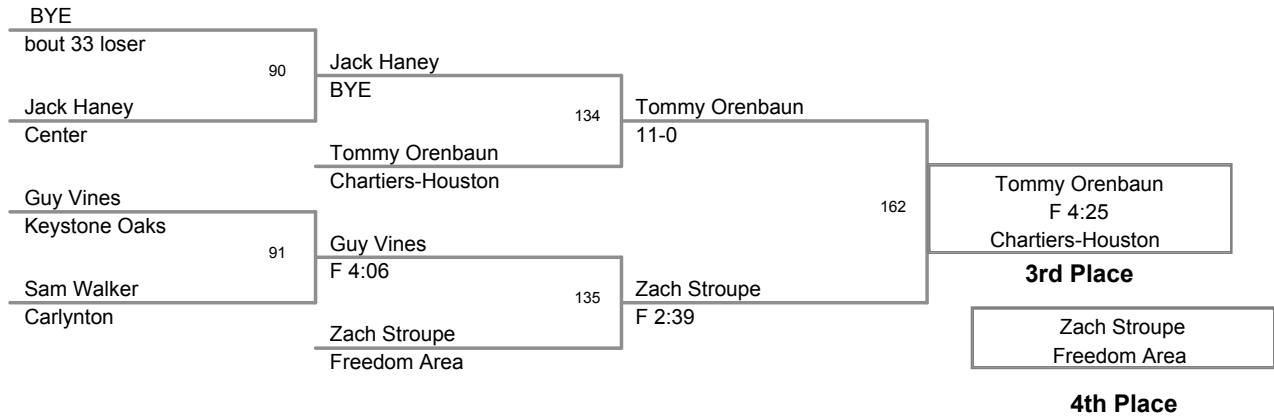 BYE
bout 33 loser
90
Jack Haney
Center
Jack Haney
BYE
134
Tommy Orenbaun
Chartiers-Houston
Tommy Orenbaun
11-0
Guy Vines
Keystone Oaks
91
Sam Walker
Carlynton
Guy Vines
F 4:06
135
Zach Stroupe
Freedom Area
Zach Stroupe
F 2:39
162
Tommy Orenbaun
F 4:25
Chartiers-Houston
3rd Place
Zach Stroupe
Freedom Area
4th Place